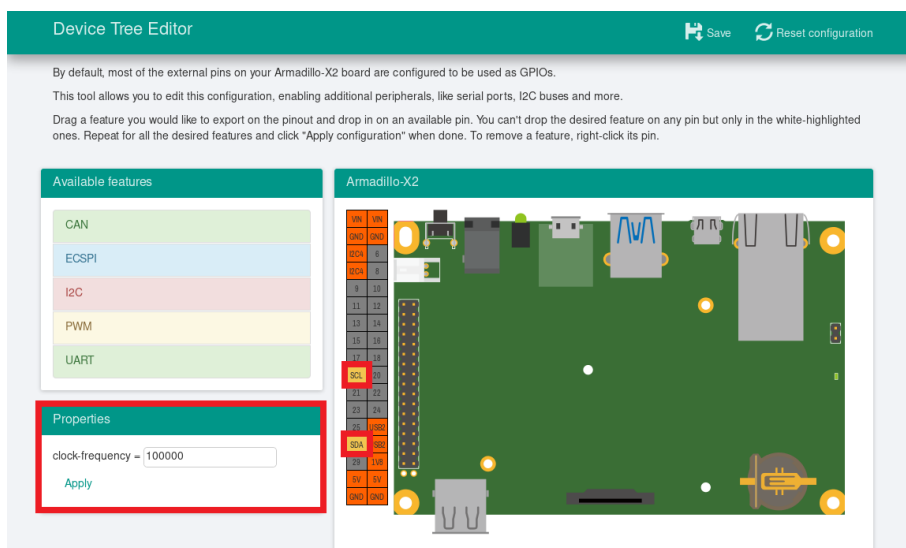 Device Tree Editor
Save
Reset configuration
By default, most of the external pins on your Armadillo-X2 board are configured to be used as GPIOs.
This tool allows you to edit this configuration, enabling additional peripherals, like serial ports, I2C buses and more.
Drag a feature you would like to export on the pinout and drop in on an available pin. You can't drop the desired feature on any pin but only in the white-highlighted
ones. Repeat for all the desired features and click "Apply configuration" when done. To remove a feature, right-click its pin.
Available features
CAN
ECSPI
I2C
PWM
UART
Properties
clock-frequency = 100000
Apply
Armadillo-X2
VIN VIN
GND GND
I2C4 6
I2C4 8
9 10
11 12
13 14
15 16
17 18
SCL 20
21 22
23 24
25 USB2
SDA SB2
29 1V8
5V 5V
GND GND